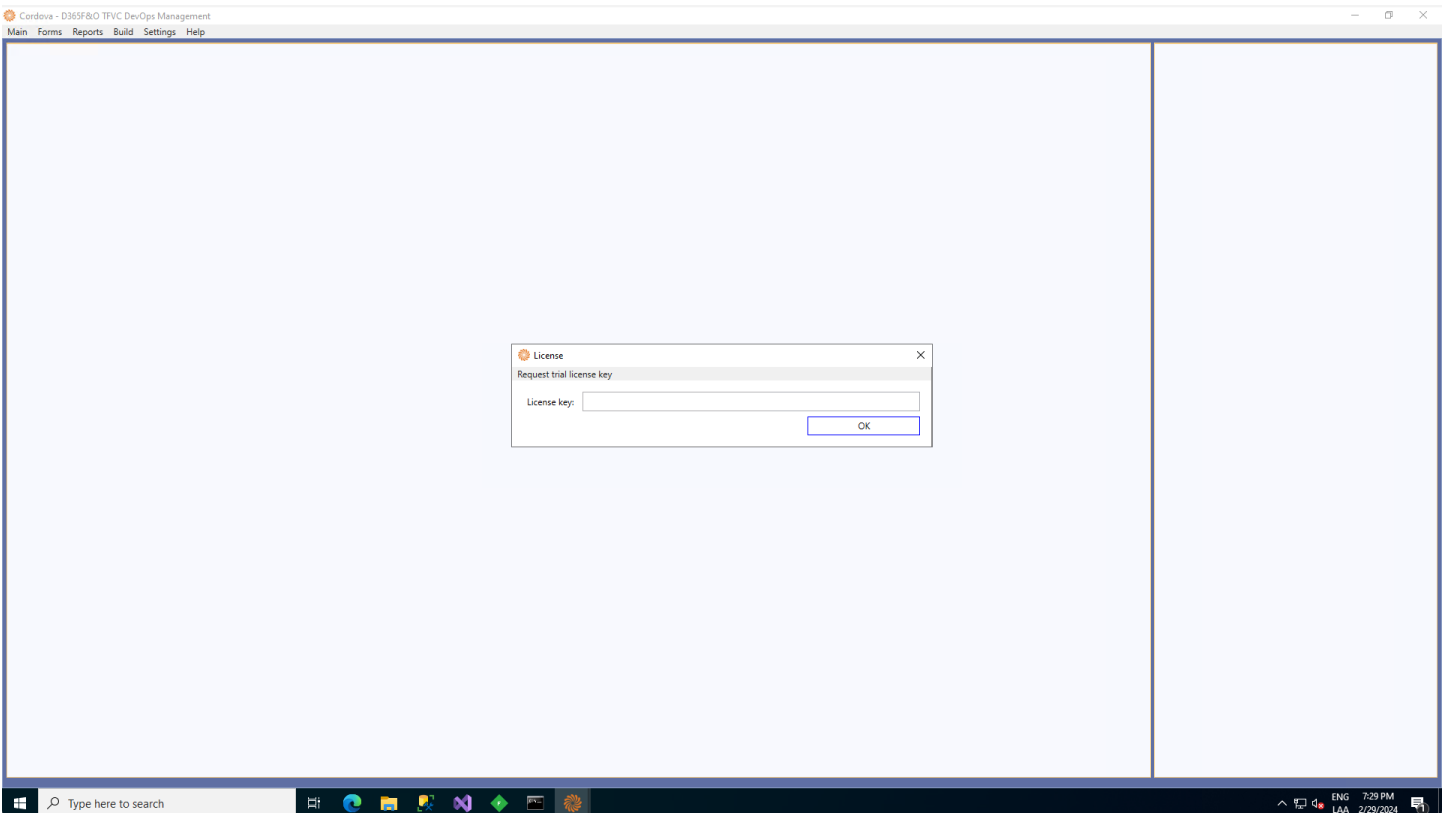 Cordova - D365F&O TFVC DevOps Management
Main Forms Reports Build Settings Help
License
Request trial license key
License key:
OK
Type here to search
ENG 7:29 PM
LAA 2/29/2024
1